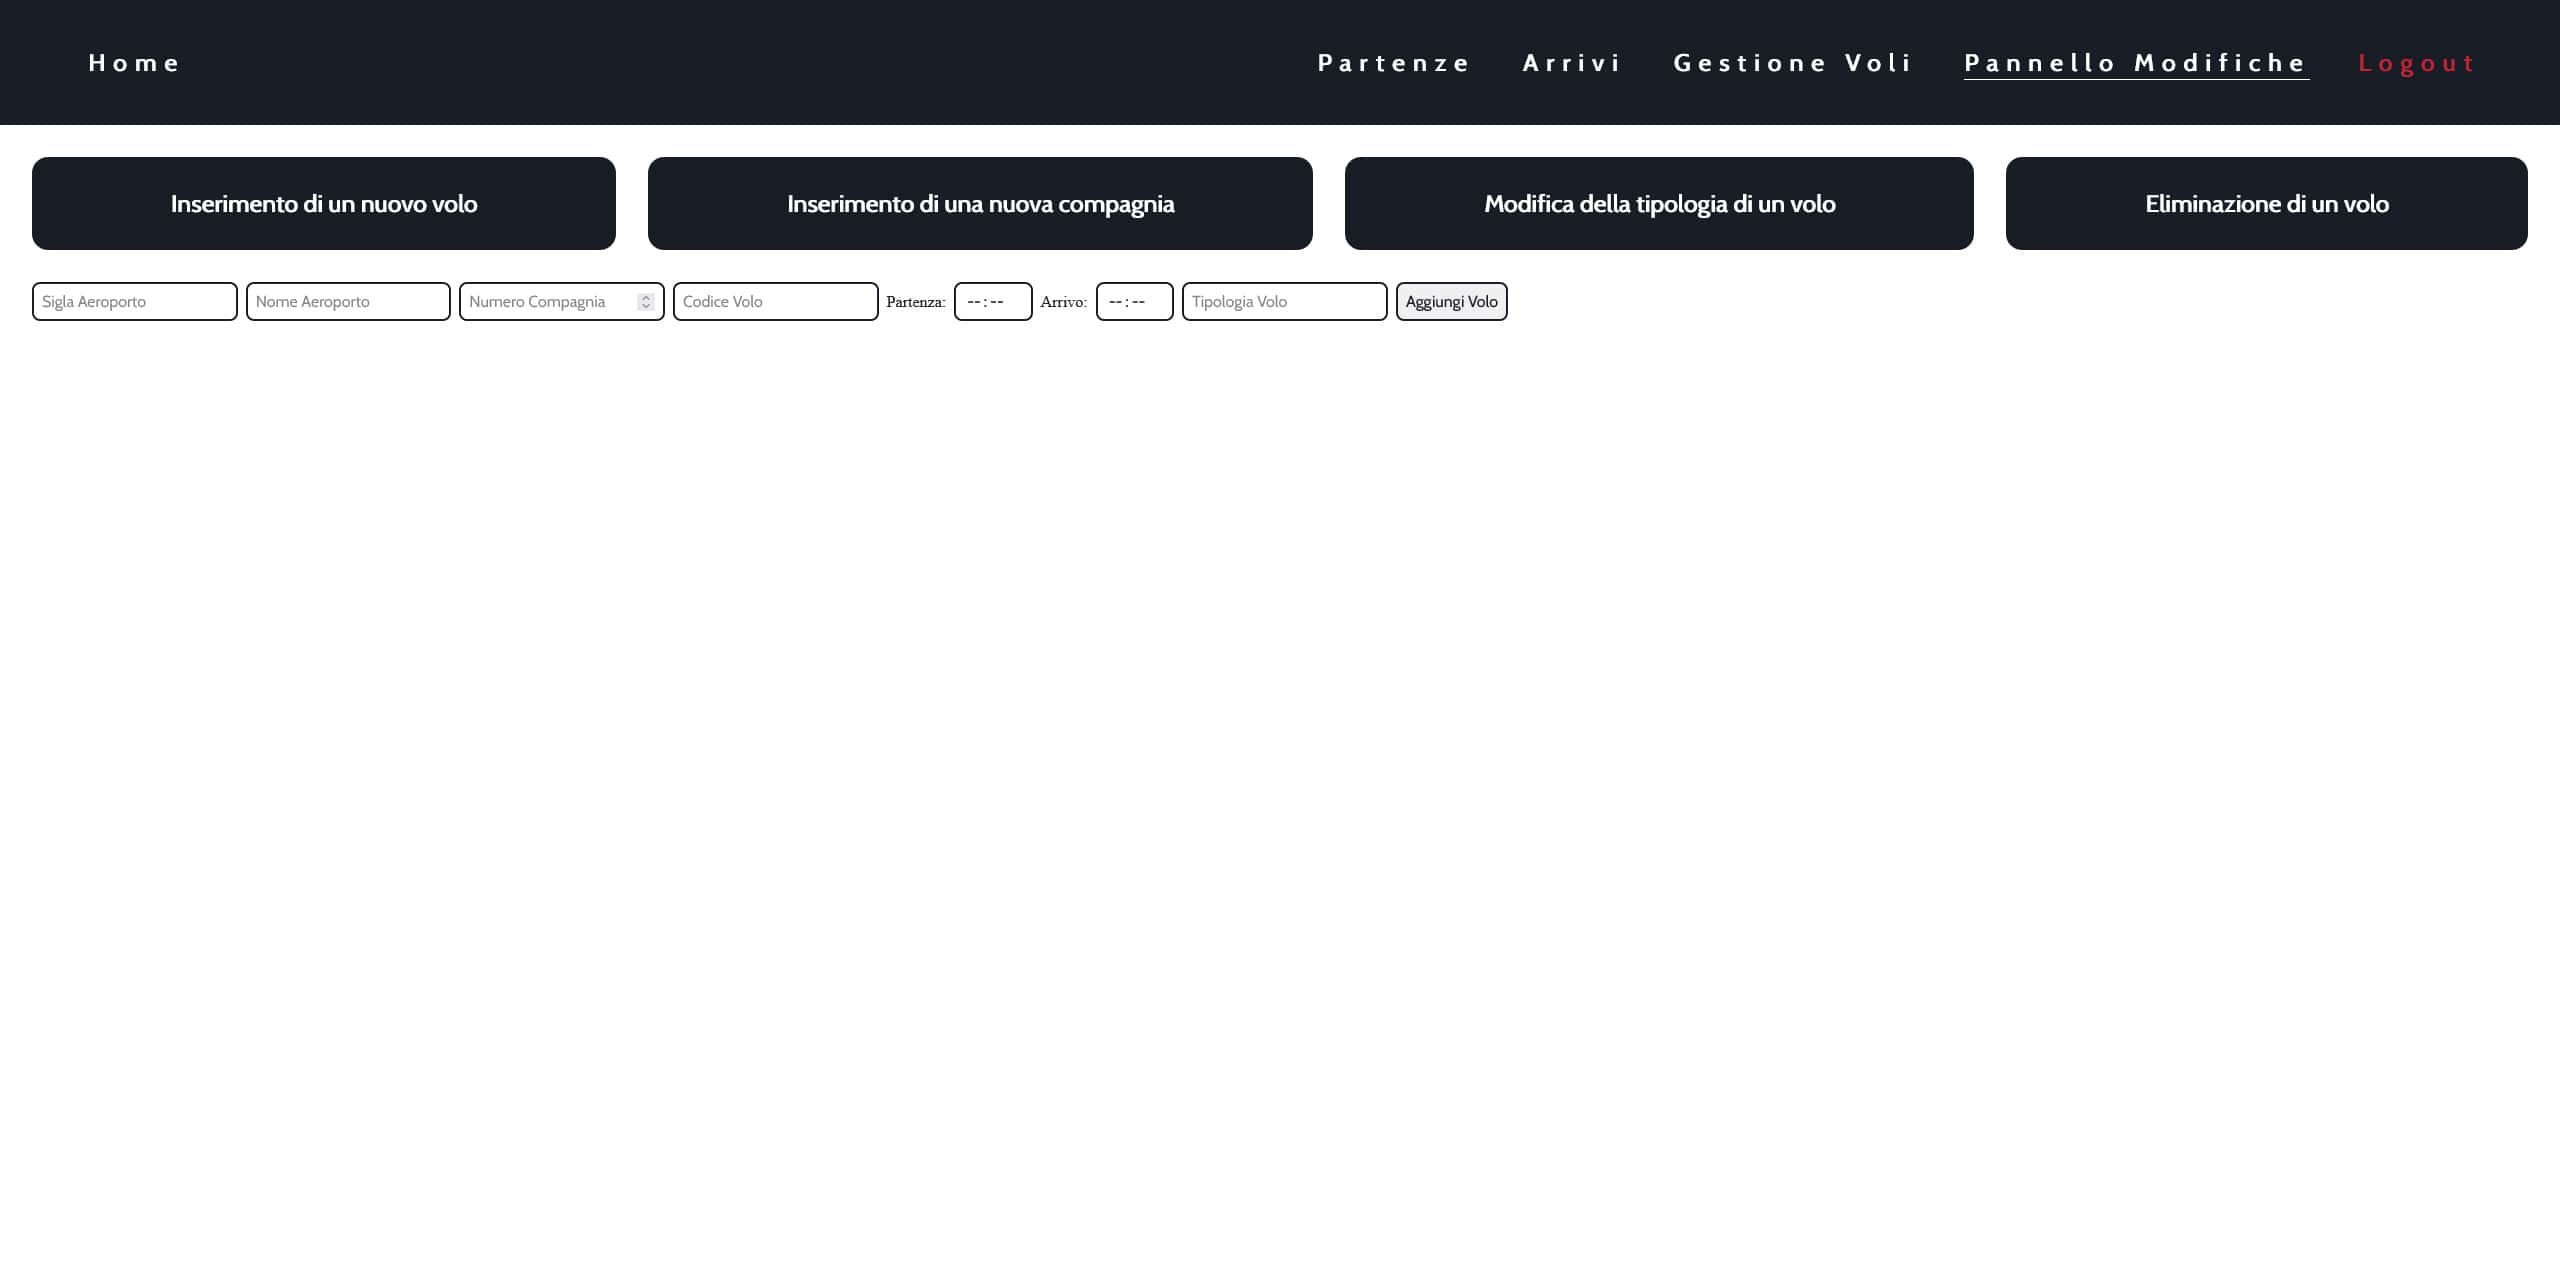 Home Partenze Arrivi Gestione Voli Pannello Modifiche Logout
Inserimento di un nuovo volo Inserimento di una nuova compagnia Modifica della tipologia di un volo Eliminazione di un volo
Sigla Aeroporto Nome Aeroporto Numero Compagnia Codice Volo Partenza: --:-- Arrivo: --:-- Tipologia Volo Aggiungi Volo